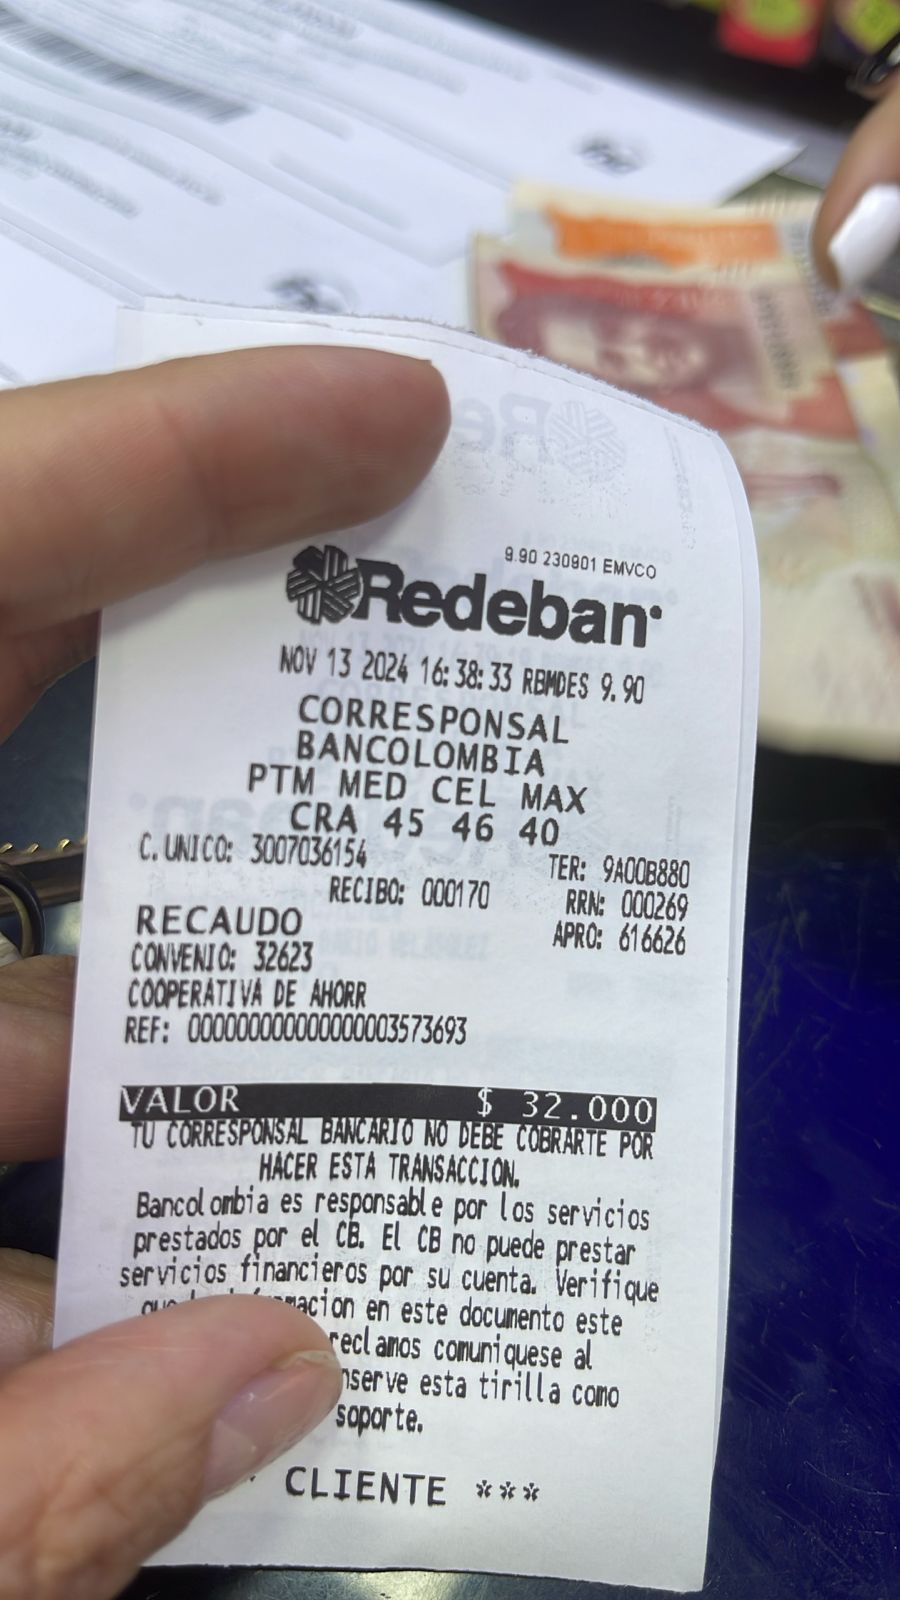 9.90 230901 EMVCO
Redeban
NOV 13 2024 16:38:33 RBMDES 9.90
CORRESPONSAL
BANCOLOMBIA
PTM MED CEL MAX
CRA 45 46 40
C. UNICO: 3007036154 TER: 9A00B880
RECIBO: 000170 RRN: 000269
RECAUDO APRO: 616626
CONVENIO: 32623
COOPERATIVA DE AHORR
REF: 00000000000000003573693
VALOR $ 32.000
TU CORRESPONSAL BANCARIO NO DEBE COBRARTE POR
HACER ESTA TRANSACCION.
Bancolombia es responsable por los servicios
prestados por el CB. El CB no puede prestar
servicios financieros por su cuenta. Verifique
en este documento este
reclamos comuniquese al
esta tirilla como
soporte.
CLIENTE ***